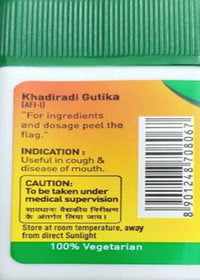 Khadiradi Gutika
(AFI-I)
"For ingredients
and dosage peel the
flag."
INDICATION :
Useful in cough &
disease of mouth.
CAUTION:
To be taken under
medical supervision
सावधानः वैद्यकीय निरीक्षण
के अंतर्गत लिया जाय।
Store at room temperature, away
from direct Sunlight
100% Vegetarian
8901248708067